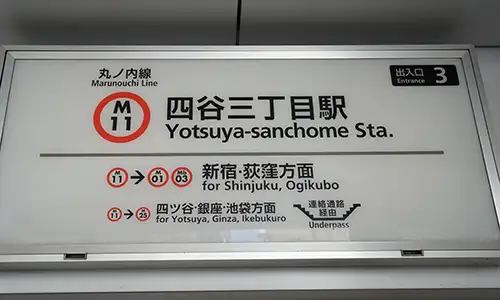 丸ノ内線
Marunouchi Line
出入口 3
Entrance
M
11
四谷三丁目駅
Yotsuya-sanchome Sta.
M 11 → M 01 Mb 03
新宿・荻窪方面
for Shinjuku, Ogikubo
M 11 → M 25
四ツ谷・銀座・池袋方面
for Yotsuya, Ginza, Ikebukuro
連絡通路
経由
Underpass